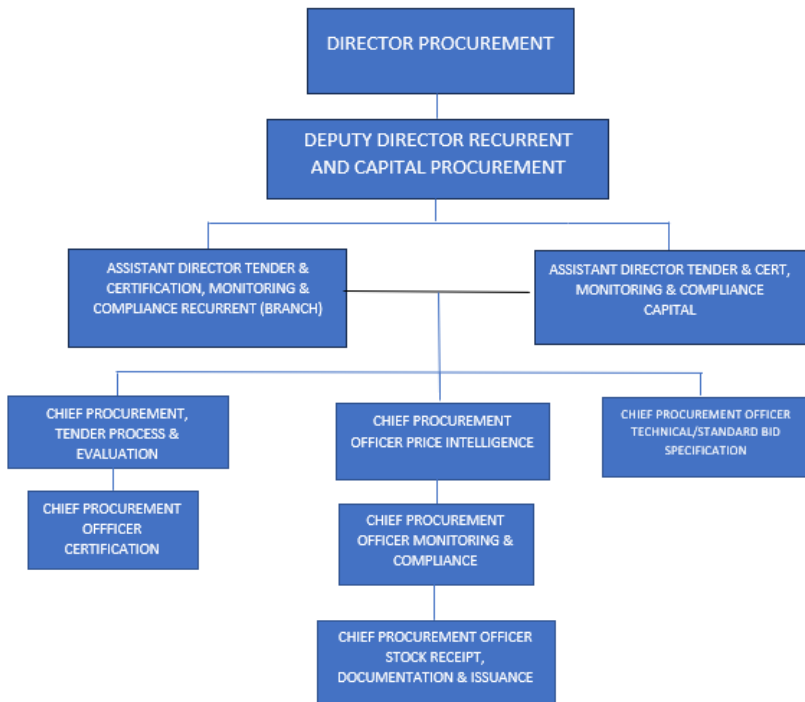 DIRECTOR PROCUREMENT
DEPUTY DIRECTOR RECURRENT
AND CAPITAL PROCUREMENT
ASSISTANT DIRECTOR TENDER &
CERTIFICATION, MONITORING &
COMPLIANCE RECURRENT (BRANCH)
ASSISTANT DIRECTOR TENDER & CERT,
MONITORING & COMPLIANCE
CAPITAL
CHIEF PROCUREMENT,
TENDER PROCESS &
EVALUATION
CHIEF PROCUREMENT
OFFICER PRICE INTELLIGENCE
CHIEF PROCUREMENT OFFICER
TECHNICAL/STANDARD BID
SPECIFICATION
CHIEF PROCUREMENT
OFFFICER
CERTIFICATION
CHIEF PROCUREMENT
OFFICER MONITORING &
COMPLIANCE
CHIEF PROCUREMENT OFFICER
STOCK RECEIPT,
DOCUMENTATION & ISSUANCE